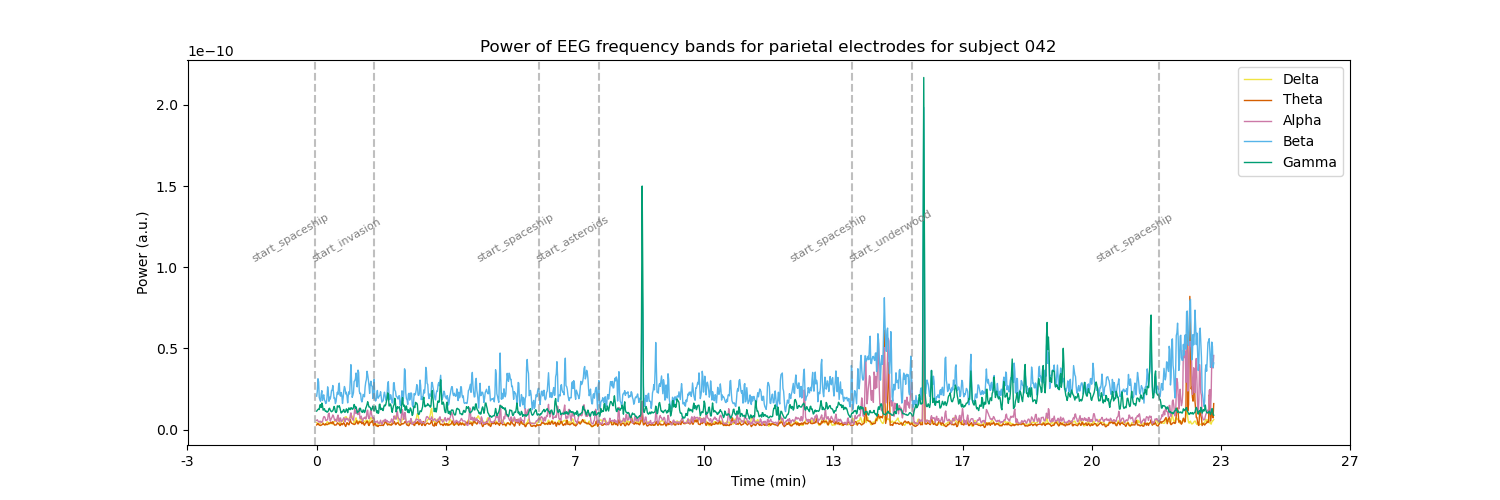 Power of EEG frequency bands for parietal electrodes for subject 042
1e−10
Power (a.u.)
2.0
1.5
1.0
0.5
0.0
start_spaceship
start_invasion
start_spaceship
start_asteroids
start_spaceship
start_underwood
start_spaceship
Delta
Theta
Alpha
Beta
Gamma
-3 0 3 7 10 13 17 20 23 27
Time (min)